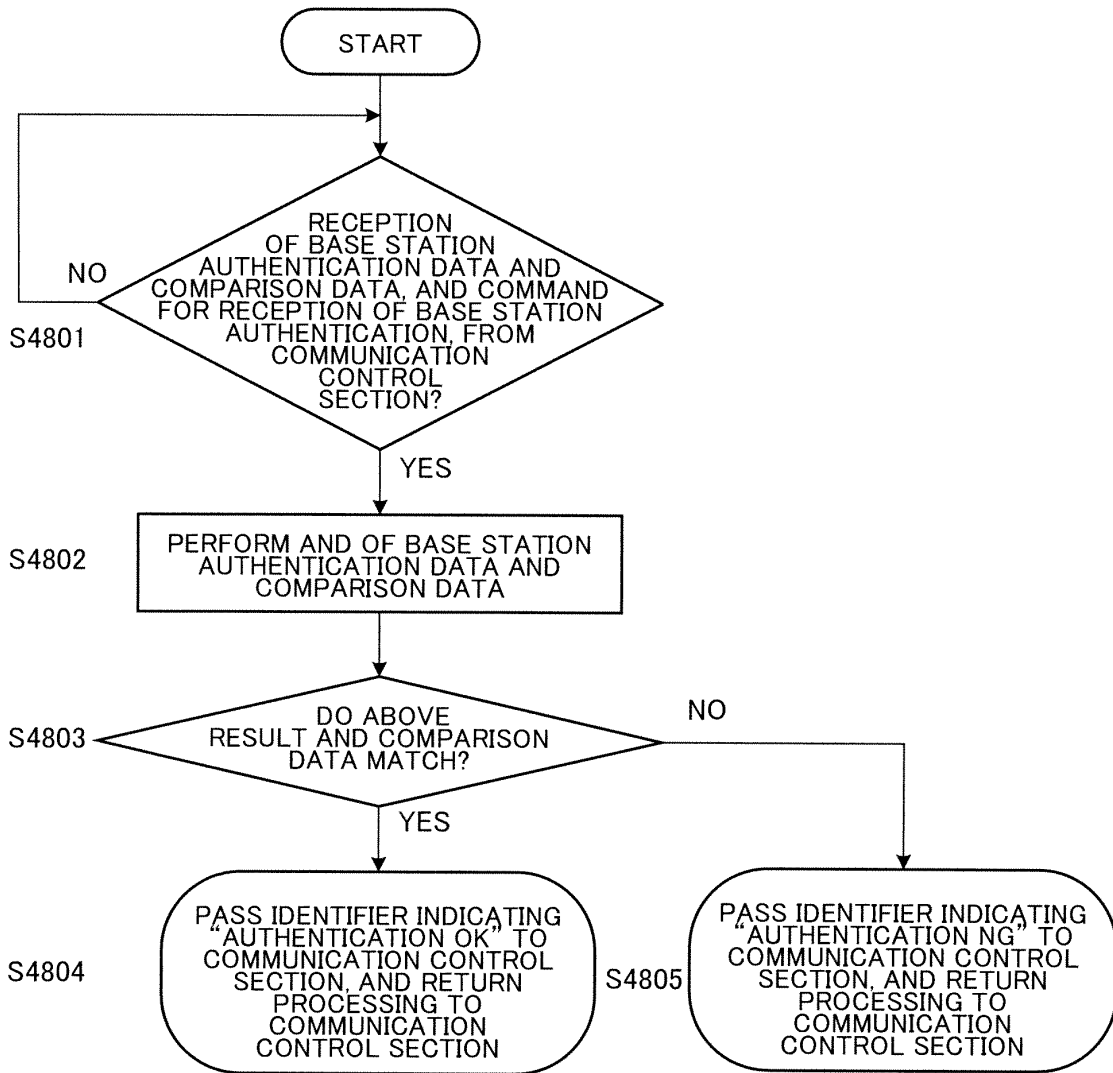 START
RECEPTION
OF BASE STATION
AUTHENTICATION DATA AND
COMPARISON DATA, AND COMMAND
FOR RECEPTION OF BASE STATION
AUTHENTICATION, FROM
COMMUNICATION
CONTROL
SECTION?
NO
S4801
YES
S4802
PERFORM AND OF BASE STATION
AUTHENTICATION DATA AND
COMPARISON DATA
S4803
DO ABOVE
RESULT AND COMPARISON
DATA MATCH?
NO
YES
S4804
PASS IDENTIFIER INDICATING
“AUTHENTICATION OK” TO
COMMUNICATION CONTROL
SECTION, AND RETURN
PROCESSING TO
COMMUNICATION
CONTROL SECTION
S4805
PASS IDENTIFIER INDICATING
“AUTHENTICATION NG” TO
COMMUNICATION CONTROL
SECTION, AND RETURN
PROCESSING TO
COMMUNICATION
CONTROL SECTION